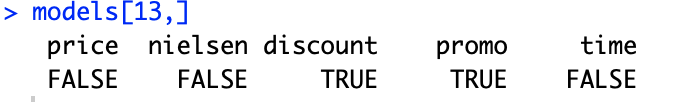 > models[13,]
price nielsen discount promo time
FALSE FALSE TRUE TRUE FALSE